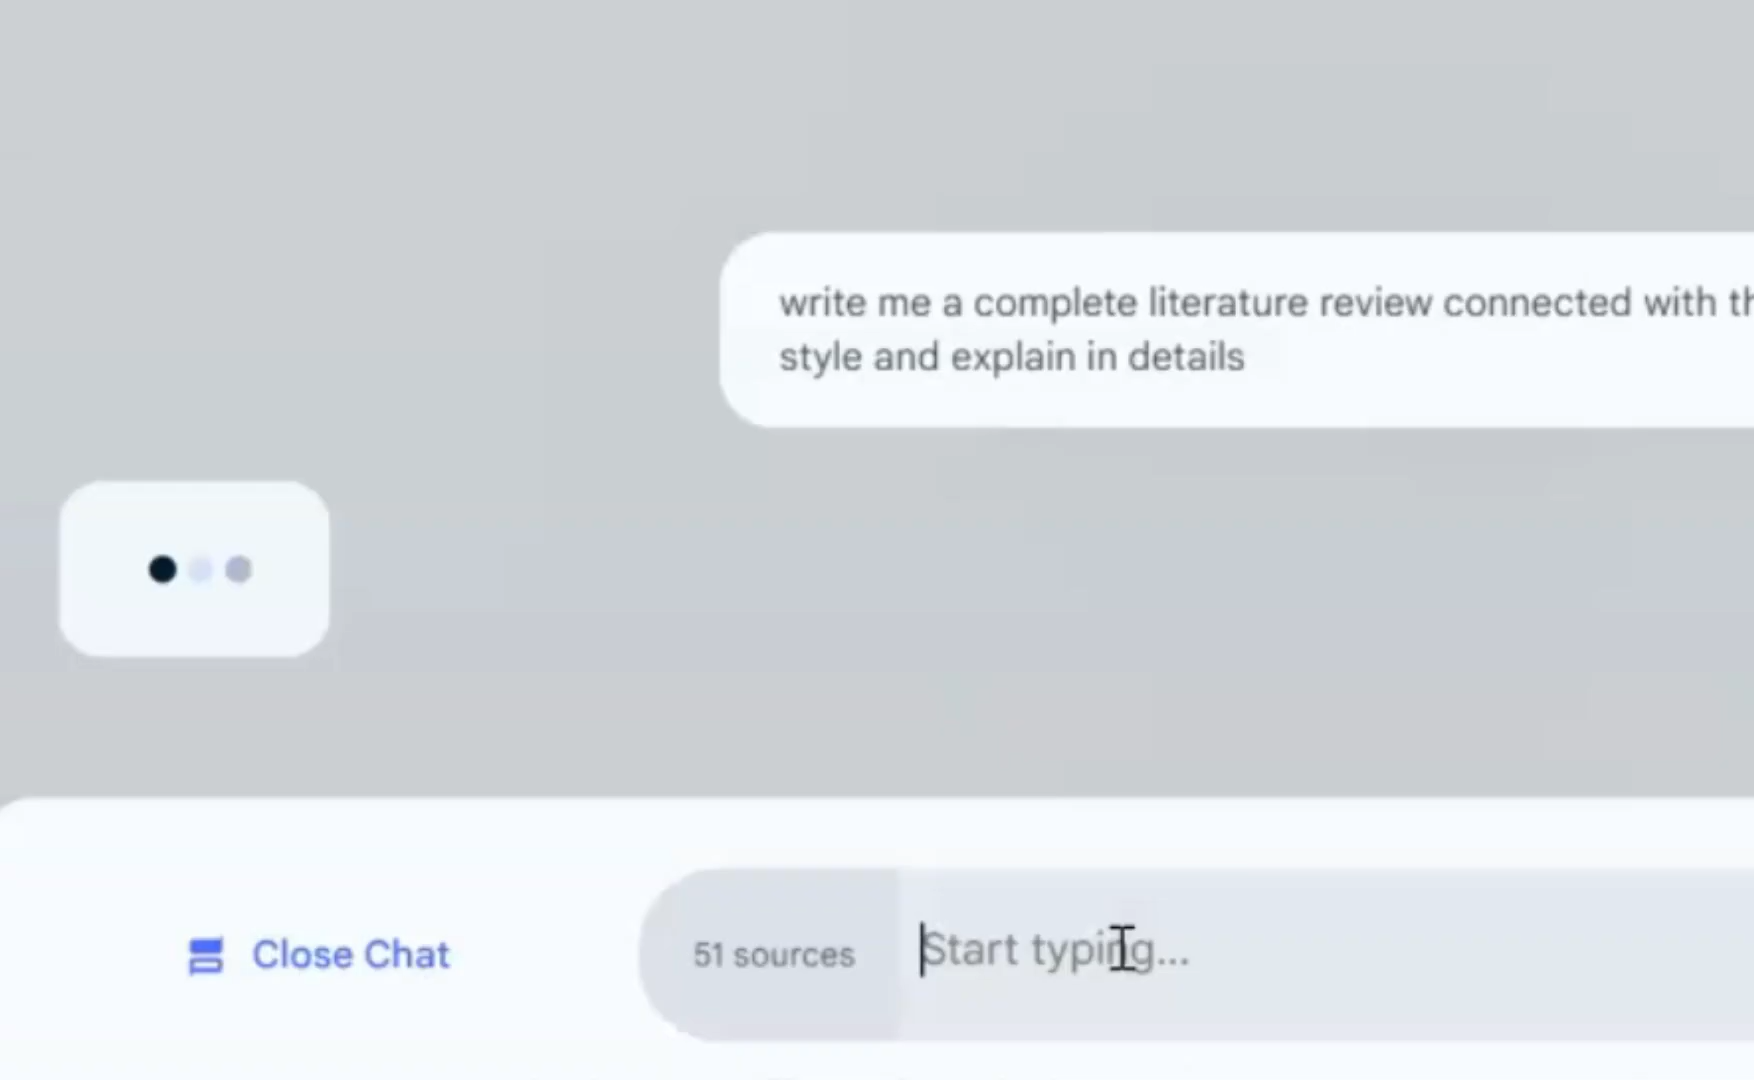 write me a complete literature review connected with
style and explain in details
Close Chat
51 sources
Start typing...